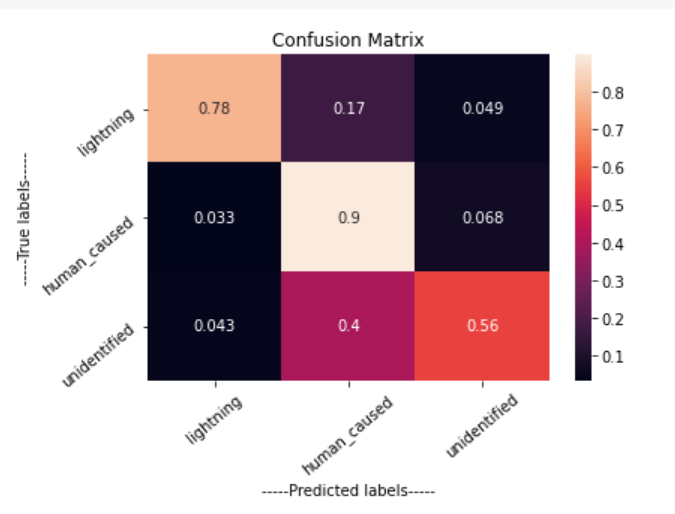 Confusion Matrix
-----True labels-----
lightning 0.78 0.17 0.049
human_caused 0.033 0.9 0.068
unidentified 0.043 0.4 0.56
lightning human_caused unidentified
-----Predicted labels-----
0.8
0.7
0.6
0.5
0.4
0.3
0.2
0.1